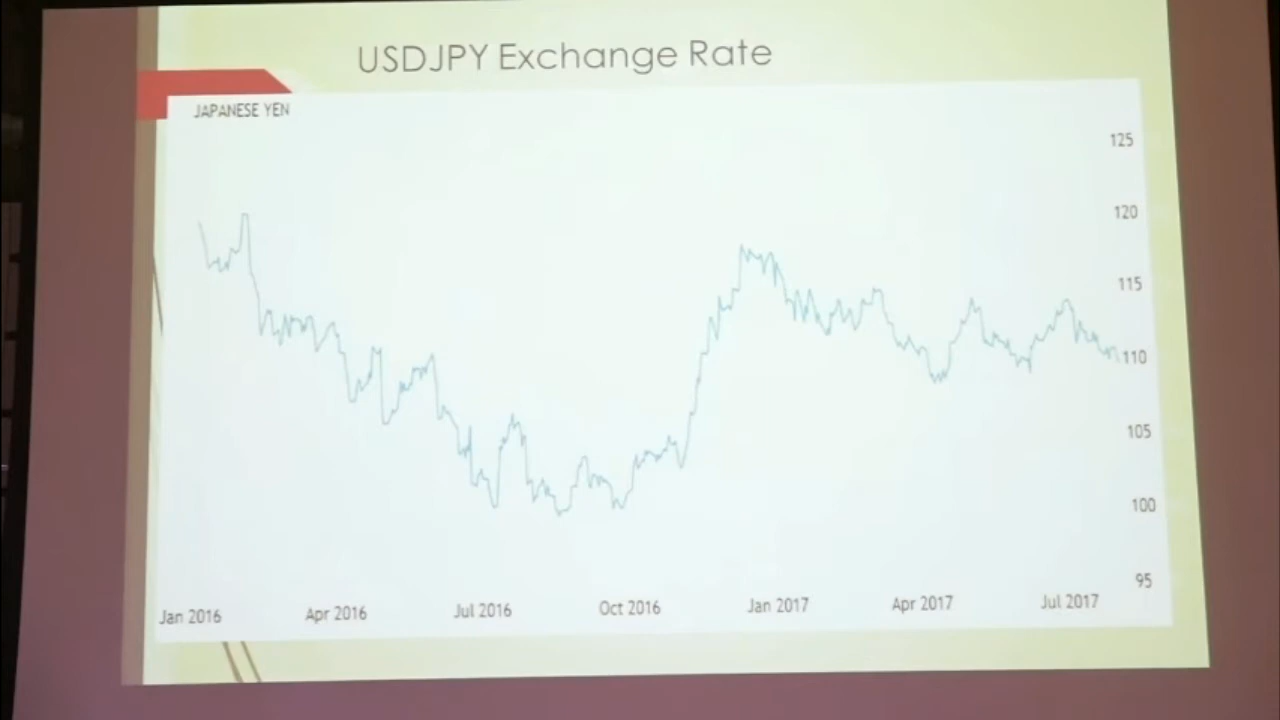 USDJPY Exchange Rate
JAPANESE YEN
125
120
115
110
105
100
95
Jan 2016
Apr 2016
Jul 2016
Oct 2016
Jan 2017
Apr 2017
Jul 2017